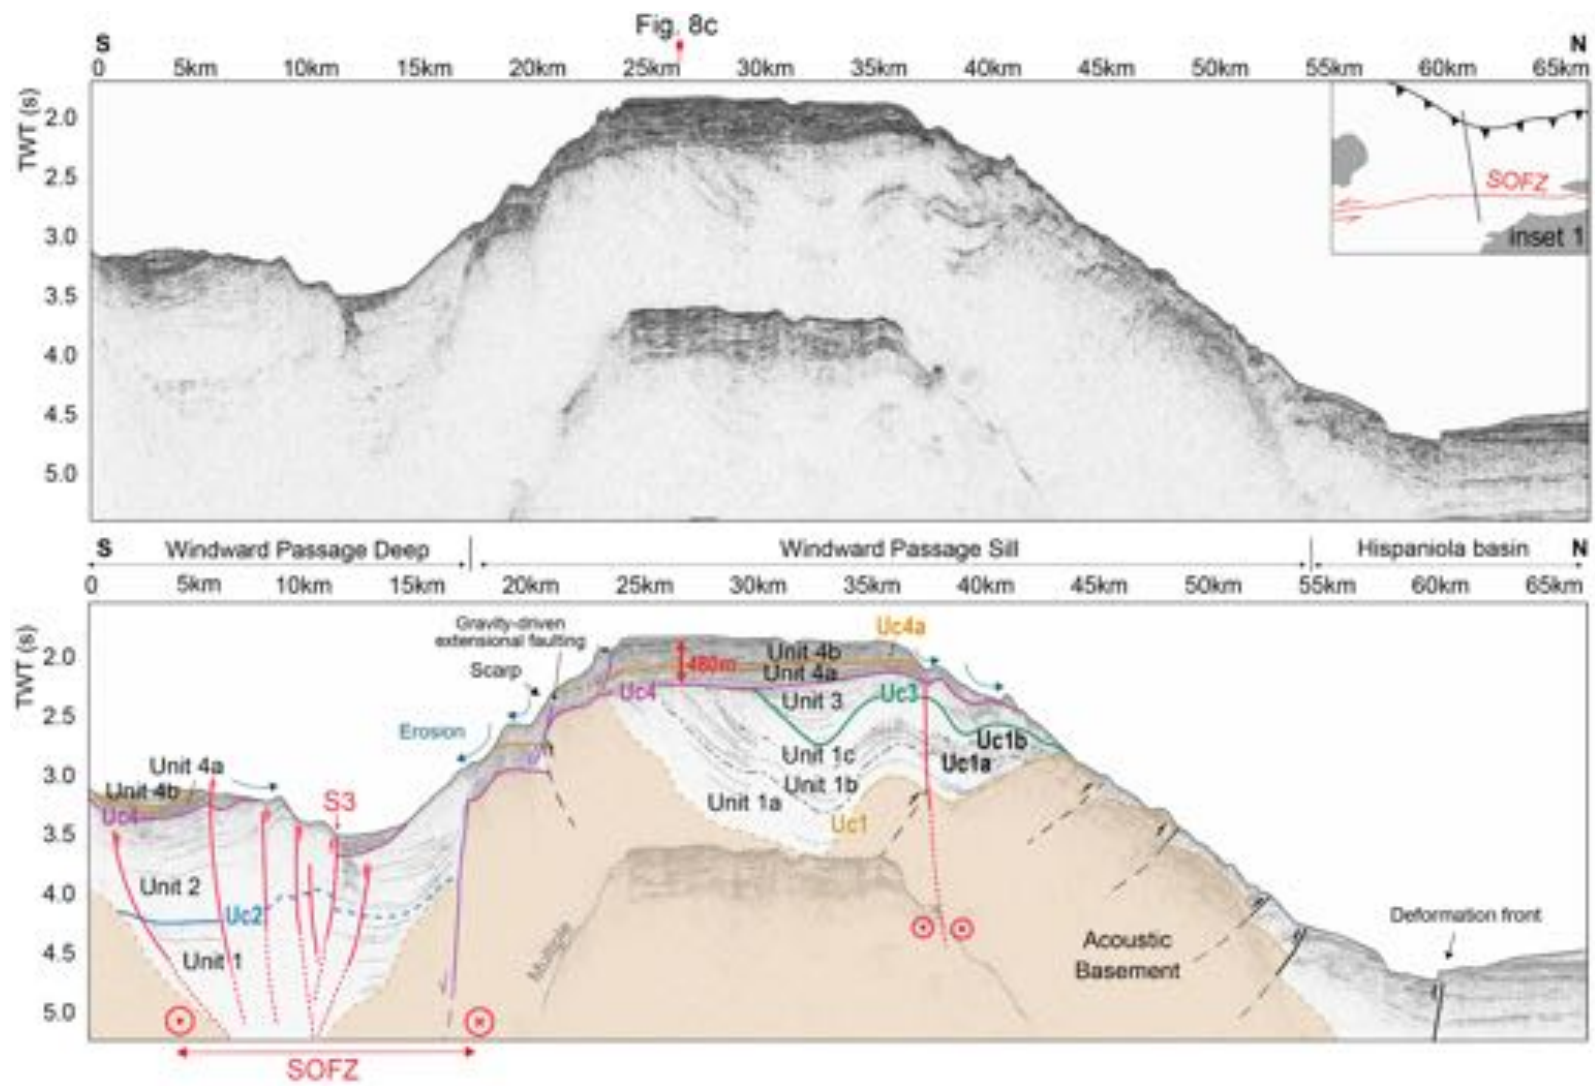 Fig. 8c
S N
0 5km 10km 15km 20km 25km 30km 35km 40km 45km 50km 55km 60km 65km
TWT (s)
2.0
2.5
3.0
3.5
4.0
4.5
5.0
SOFZ
inset 1
S Windward Passage Deep Windward Passage Sill Hispaniola basin N
0 5km 10km 15km 20km 25km 30km 35km 40km 45km 50km 55km 60km 65km
TWT (s)
2.0
2.5
3.0
3.5
4.0
4.5
5.0
Gravity-driven
extensional faulting
Scarp
Erosion
Uc4a
Unit 4b
480m
Unit 4a
Uc4
Unit 3
Uc3
Unit 1c
Uc1b
Uc1a
Unit 1b
Unit 1a
Uc1
Unit 4a
Unit 4b
Uc4
S3
Unit 2
Uc2
Unit 1
Multiple
Acoustic
Basement
Deformation front
SOFZ